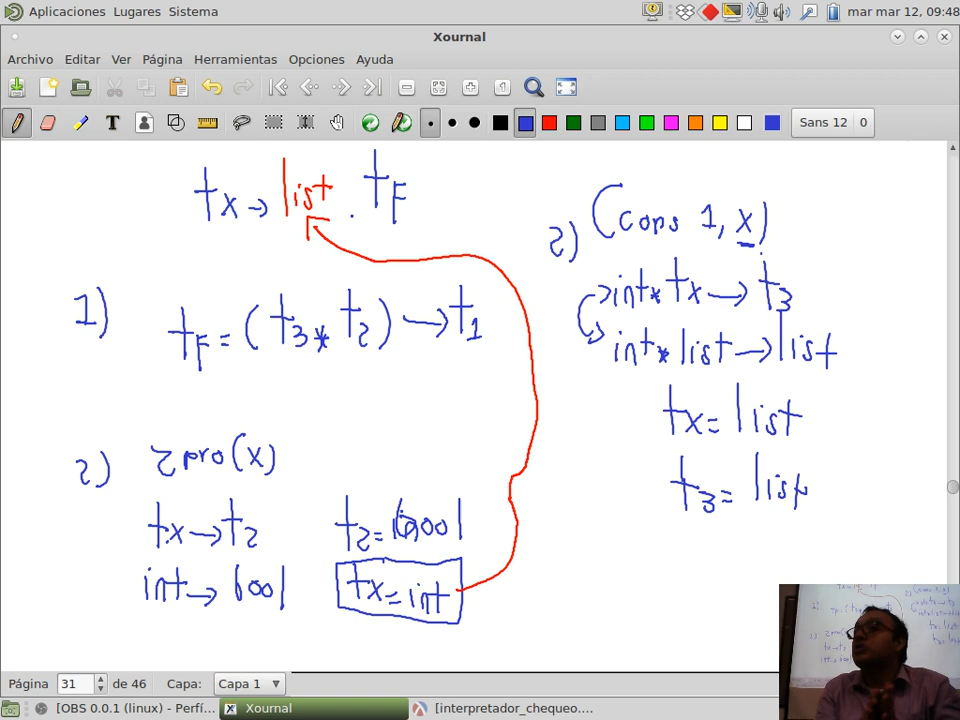 Aplicaciones Lugares Sistema
mar mar 12, 09:48
Xournal
Archivo Editar Ver Página Herramientas Opciones Ayuda
Sans 12 0
tx → list . tF
1)
tF = (t3 * t2) → t1
2) zero(x)
tx → t2
int → bool
t2 = bool
tx = int
2) (cons 1, x)
int * tx → t3
int * list → list
tx = list
t3 = list
Página 31 de 46 Capa: Capa 1
[OBS 0.0.1 (linux) - Perfí... Xournal [interpretador_chequeo....